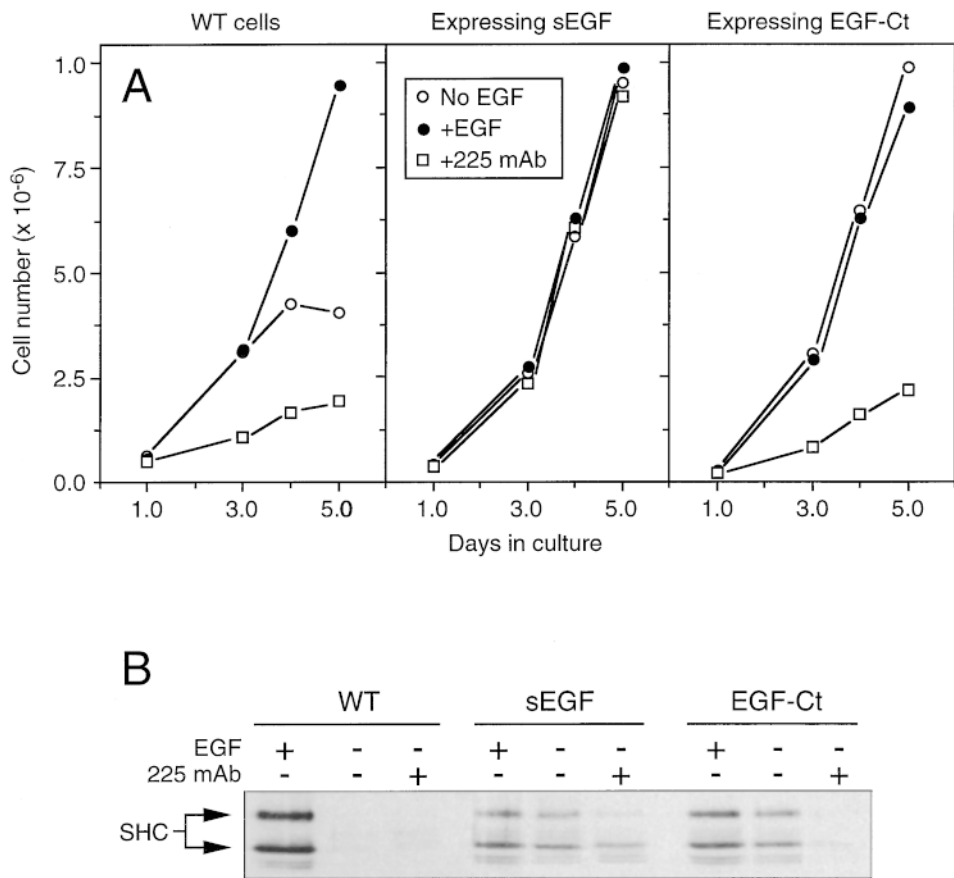 WT cells Expressing sEGF Expressing EGF-Ct
A
No EGF
+EGF
+225 mAb
Cell number (x 10⁻⁶)
1.0
7.5
5.0
2.5
0.0
1.0 3.0 5.0 1.0 3.0 5.0 1.0 3.0 5.0
Days in culture
B
WT sEGF EGF-Ct
EGF + - - + - - + - -
225 mAb - - + - - + - - +
SHC